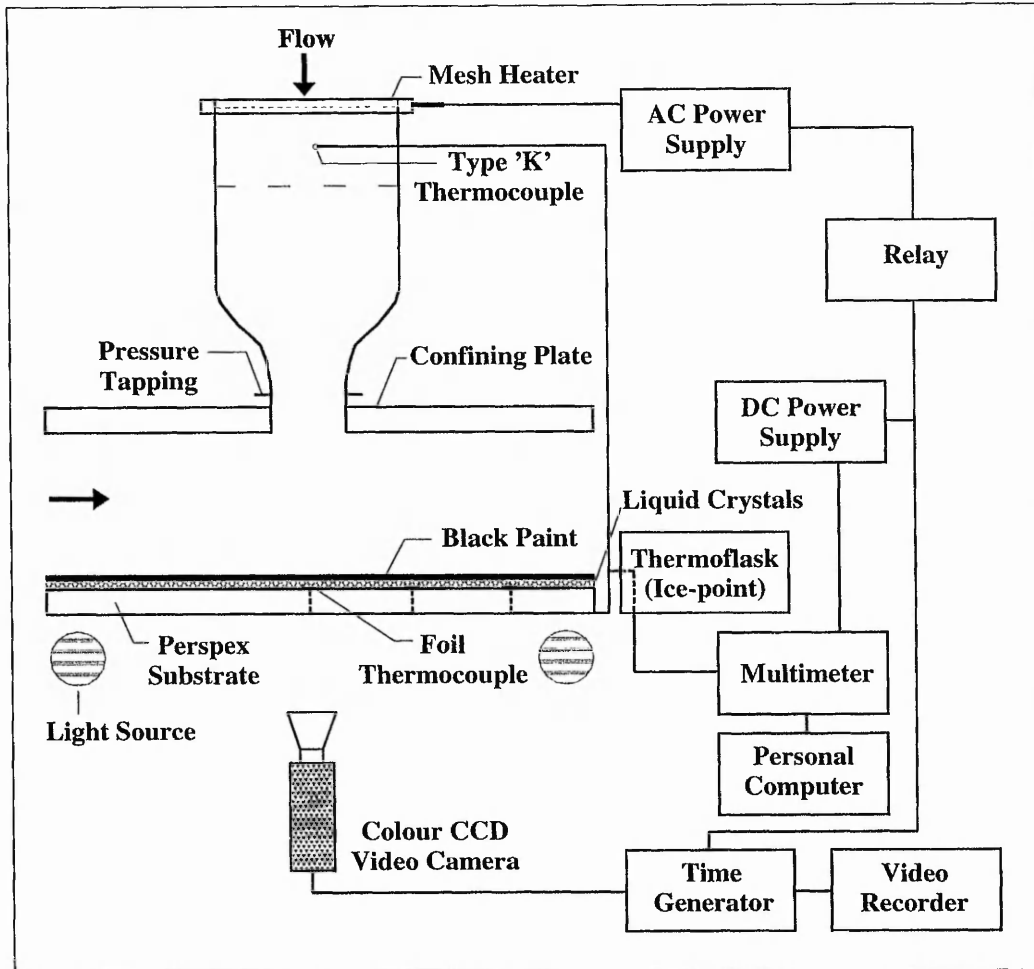 Flow
Mesh Heater
AC Power
Supply
Type 'K'
Thermocouple
Relay
Pressure
Tapping
Confining Plate
DC Power
Supply
Liquid Crystals
Black Paint
Thermoflask
(Ice-point)
Perspex
Substrate
Foil
Thermocouple
Multimeter
Light Source
Personal
Computer
Colour CCD
Video Camera
Time
Generator
Video
Recorder